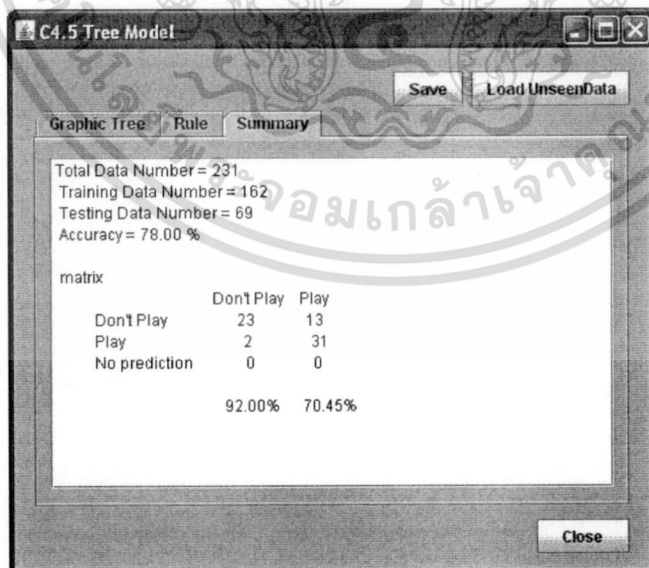 C4.5 Tree Model
Save Load UnseenData
Graphic Tree Rule Summary
Total Data Number = 231
Training Data Number = 162
Testing Data Number = 69
Accuracy = 78.00 %
matrix
Don't Play Play
Don't Play 23 13
Play 2 31
No prediction 0 0
92.00% 70.45%
Close